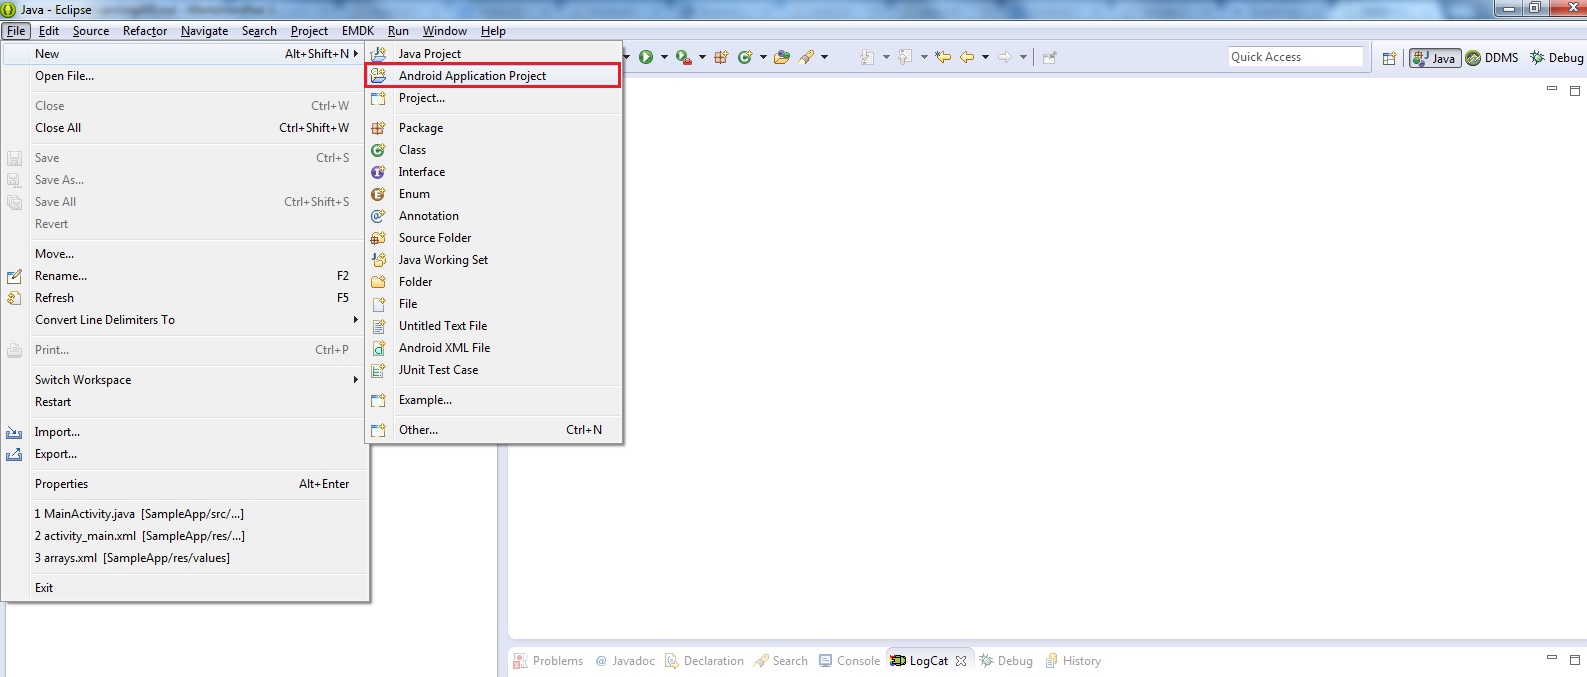 Java - Eclipse
File Edit Source Refactor Navigate Search Project EMDK Run Window Help
New Alt+Shift+N
Open File...
Close Ctrl+W
Close All Ctrl+Shift+W
Save Ctrl+S
Save As...
Save All Ctrl+Shift+S
Revert
Move...
Rename... F2
Refresh F5
Convert Line Delimiters To
Print... Ctrl+P
Switch Workspace
Restart
Import...
Export...
Properties Alt+Enter
1 MainActivity.java [SampleApp/src/...]
2 activity_main.xml [SampleApp/res/...]
3 arrays.xml [SampleApp/res/values]
Exit
Java Project
Android Application Project
Project...
Package
Class
Interface
Enum
Annotation
Source Folder
Java Working Set
Folder
File
Untitled Text File
Android XML File
JUnit Test Case
Example...
Other... Ctrl+N
Quick Access Java DDMS Debug
Problems Javadoc Declaration Search Console LogCat Debug History